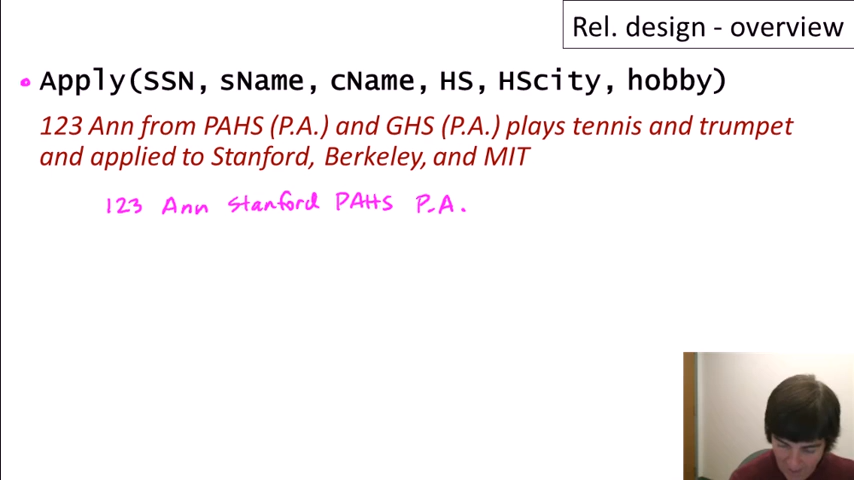 Rel. design - overview
Apply(SSN, sName, cName, HS, HScity, hobby)
123 Ann from PAHS (P.A.) and GHS (P.A.) plays tennis and trumpet
and applied to Stanford, Berkeley, and MIT
123 Ann Stanford PAHS P.A.